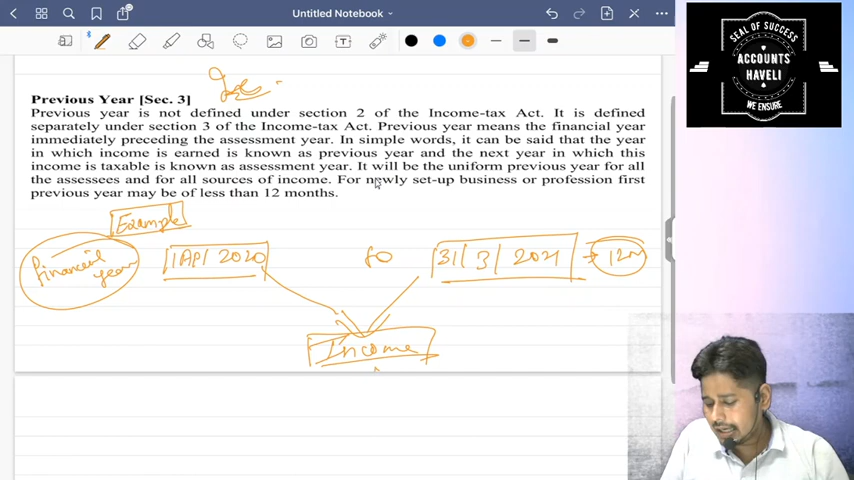 Untitled Notebook
SEAL OF SUCCESS
ACCOUNTS
HAVELI
WE ENSURE
Previous Year [Sec. 3]
Previous year is not defined under section 2 of the Income-tax Act. It is defined
separately under section 3 of the Income-tax Act. Previous year means the financial year
immediately preceding the assessment year. In simple words, it can be said that the year
in which income is earned is known as previous year and the next year in which this
income is taxable is known as assessment year. It will be the uniform previous year for all
the assessees and for all sources of income. For newly set-up business or profession first
previous year may be of less than 12 months.
Example
financial year
1 Apl 2020
to
31/3/2021
12m
Income